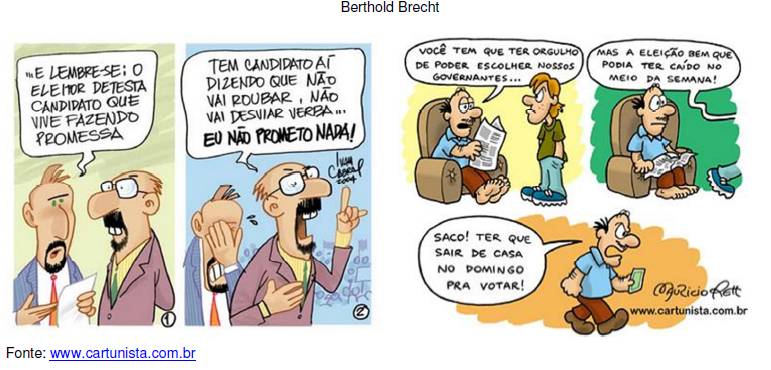 Berthold Brecht
...E LEMBRE-SE: O
ELEITOR DETESTA
CANDIDATO QUE
VIVE FAZENDO
PROMESSA
1
TEM CANDIDATO AÍ
DIZENDO QUE NÃO
VAI ROUBAR, NÃO
VAI DESVIAR VERBA...
EU NÃO PROMETO NADA!
IVAN
CABRAL
2004
2
VOCÊ TEM QUE TER ORGULHO
DE PODER ESCOLHER NOSSOS
GOVERNANTES...
MAS A ELEIÇÃO BEM QUE
PODIA TER CAÍDO NO
MEIO DA SEMANA!
SACO! TER QUE
SAIR DE CASA
NO DOMINGO
PRA VOTAR!
MAURICIO RETT
www.cartunista.com.br
Fonte: www.cartunista.com.br